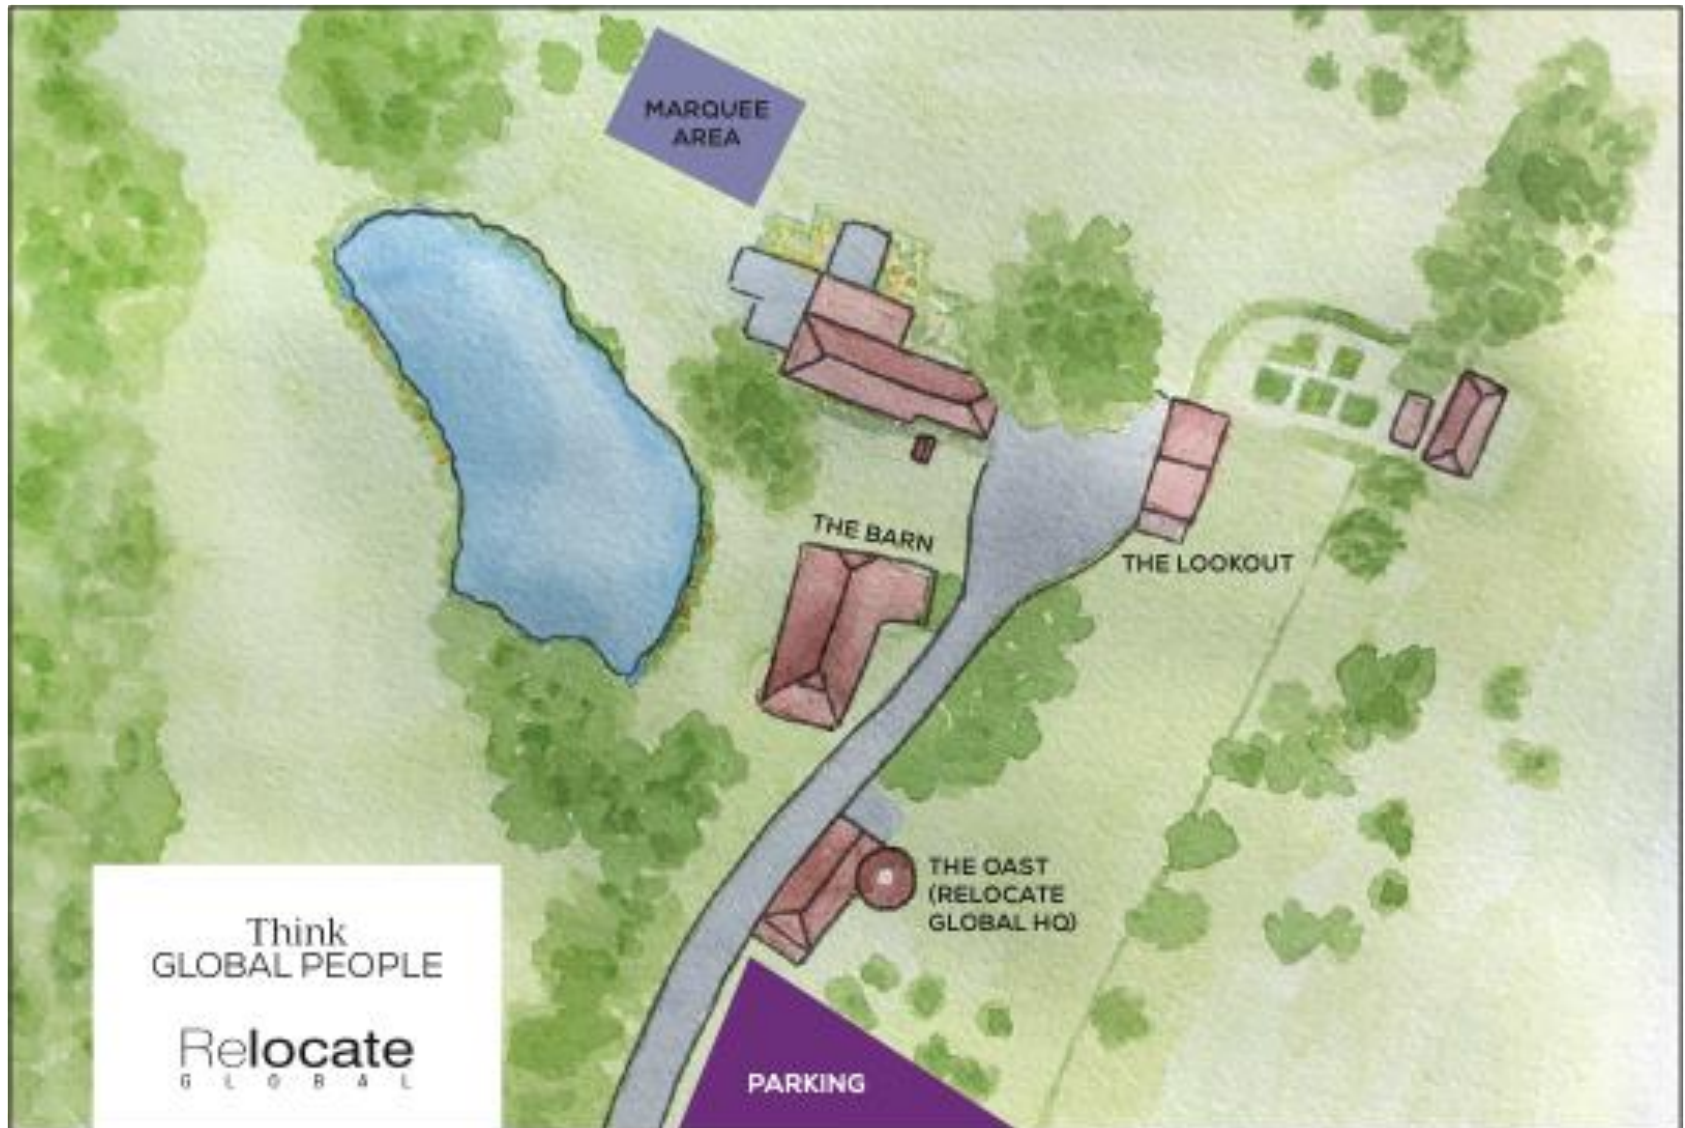 MARQUEE
AREA
THE BARN
THE LOOKOUT
THE OAST
(RELOCATE
GLOBAL HQ)
Think
GLOBAL PEOPLE
Relocate
GLOBAL
PARKING